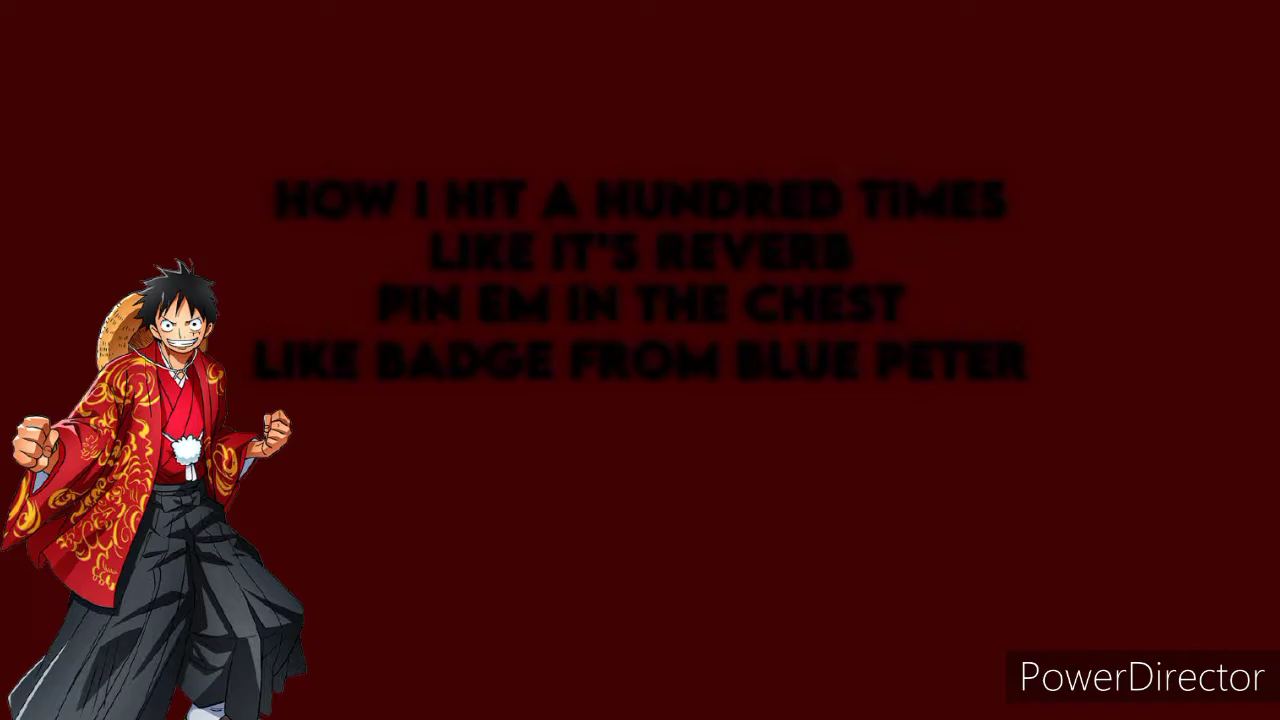 HOW I HIT A HUNDRED TIMES
LIKE IT'S REVERB
PIN EM IN THE CHEST
LIKE BADGE FROM BLUE PETER
PowerDirector